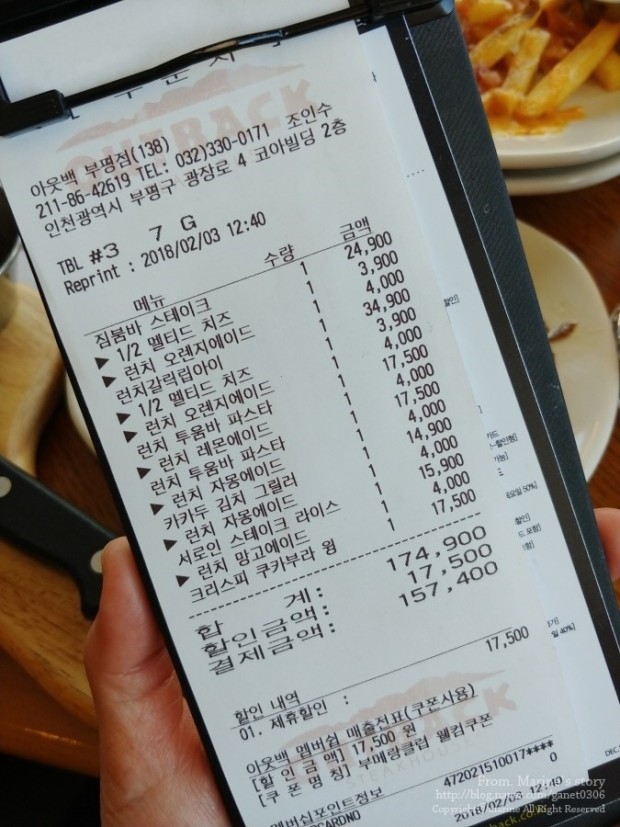 OUTBACK
아웃백 부평점(138) 조인수
211-86-42619 TEL: 032)330-0171
인천광역시 부평구 광장로 4 코아빌딩 2층
TBL #3 7 G
Reprint : 2018/02/03 12:40
메뉴 수량 금액
짐붐바 스테이크 1 24,900
▶ 1/2 멜티드 치즈 1 3,900
▶ 런치 오렌지에이드 1 4,000
런치갈릭립아이 1 34,900
▶ 1/2 멜티드 치즈 1 3,900
▶ 런치 오렌지에이드 1 4,000
런치 투움바 파스타 1 17,500
▶ 런치 레몬에이드 1 4,000
런치 투움바 파스타 1 17,500
▶ 런치 자몽에이드 1 4,000
카카두 김치 그릴러 1 14,900
▶ 런치 자몽에이드 1 4,000
서로인 스테이크 라이스 1 15,900
▶ 런치 망고에이드 1 4,000
크리스피 쿠카부라 윙 1 17,500
합 계: 174,900
할인금액: 17,500
결제금액: 157,400
할인 내역 :
01. 제휴할인 17,500
아웃백 멤버쉽 매출전표(쿠폰사용)
[할 인 금 액] 17,500 원
[쿠 폰 명 칭] 부메랑클럽 웰컴쿠폰
STEAKHOUSE
멤버십포인트정보 472021510017****
CARDNO 0
2018/02/03
From. Marine's story
http://blog.naver.com/ganet0306
Copyright © Marine All Right Reserved